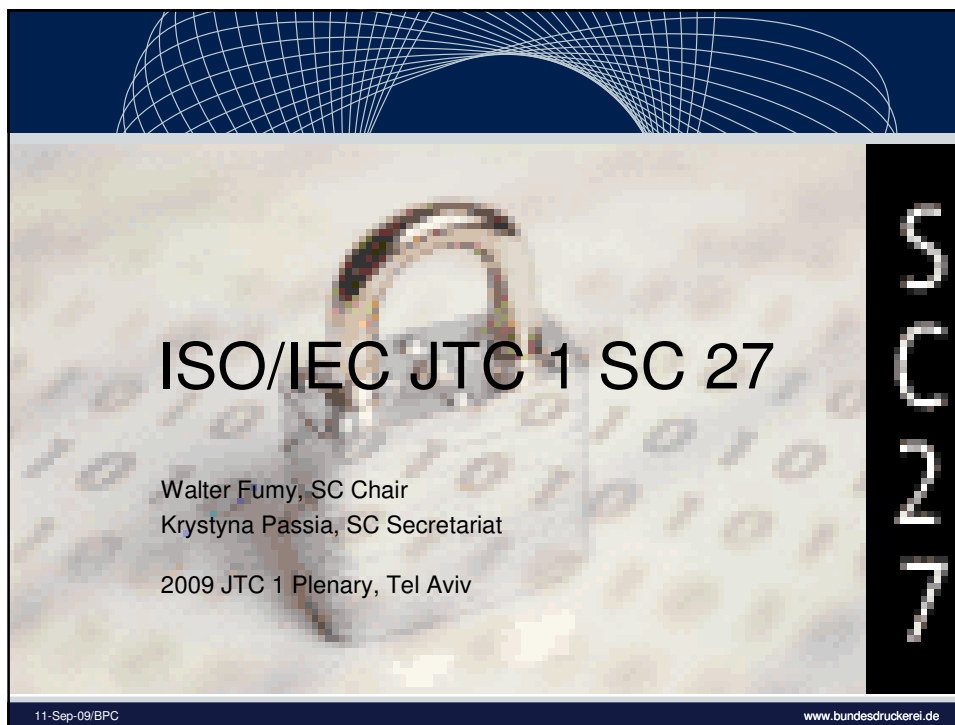 ISO/IEC JTC 1 SC 27
Walter Fumy, SC Chair
Krystyna Passia, SC Secretariat
2009 JTC 1 Plenary, Tel Aviv
SC27
11-Sep-09/BPC
www.bundesdruckerei.de